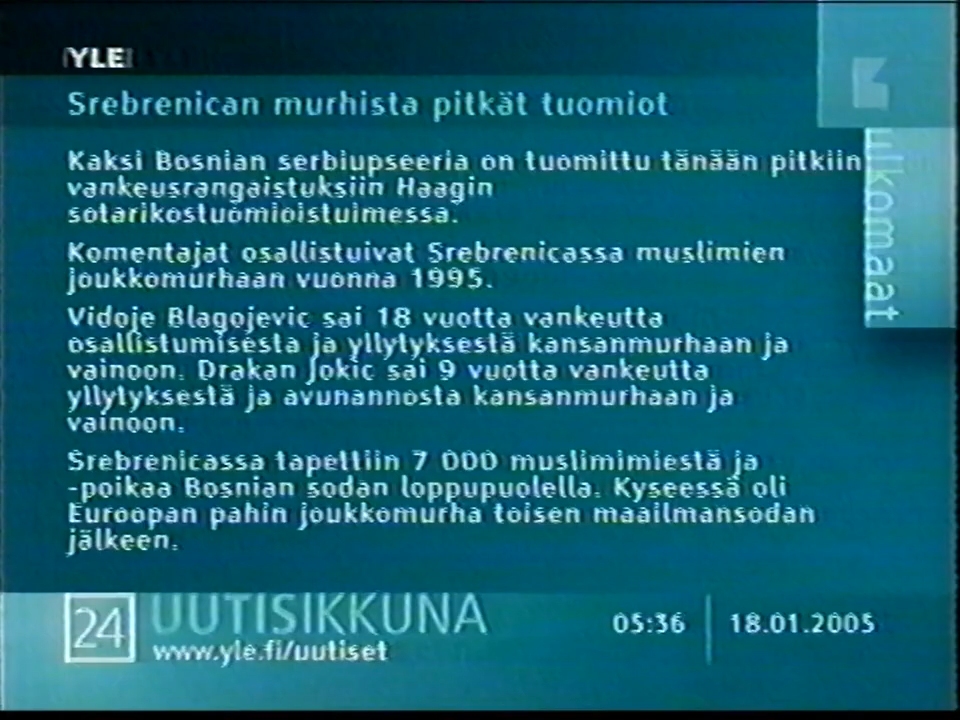 YLE
Srebrenican murhista pitkät tuomiot
Kaksi Bosnian serbiupseeria on tuomittu tänään pitkiin
vankeusrangaistuksiin Haagin
sotarikostuomioistuimessa.
Komentajat osallistuivat Srebrenicassa muslimien
joukkomurhaan vuonna 1995.
Vidoje Blagojevic sai 18 vuotta vankeutta
osallistumisesta ja yllytyksestä kansanmurhaan ja
vainoon. Drakan Jokic sai 9 vuotta vankeutta
yllytyksestä ja avunannosta kansanmurhaan ja
vainoon.
Srebrenicassa tapettiin 7 000 muslimimiestä ja
-poikaa Bosnian sodan loppupuolella. Kyseessä oli
Euroopan pahin joukkomurha toisen maailmansodan
jälkeen.
ulkomaat
24 UUTISIKKUNA
www.yle.fi/uutiset
05:36 18.01.2005